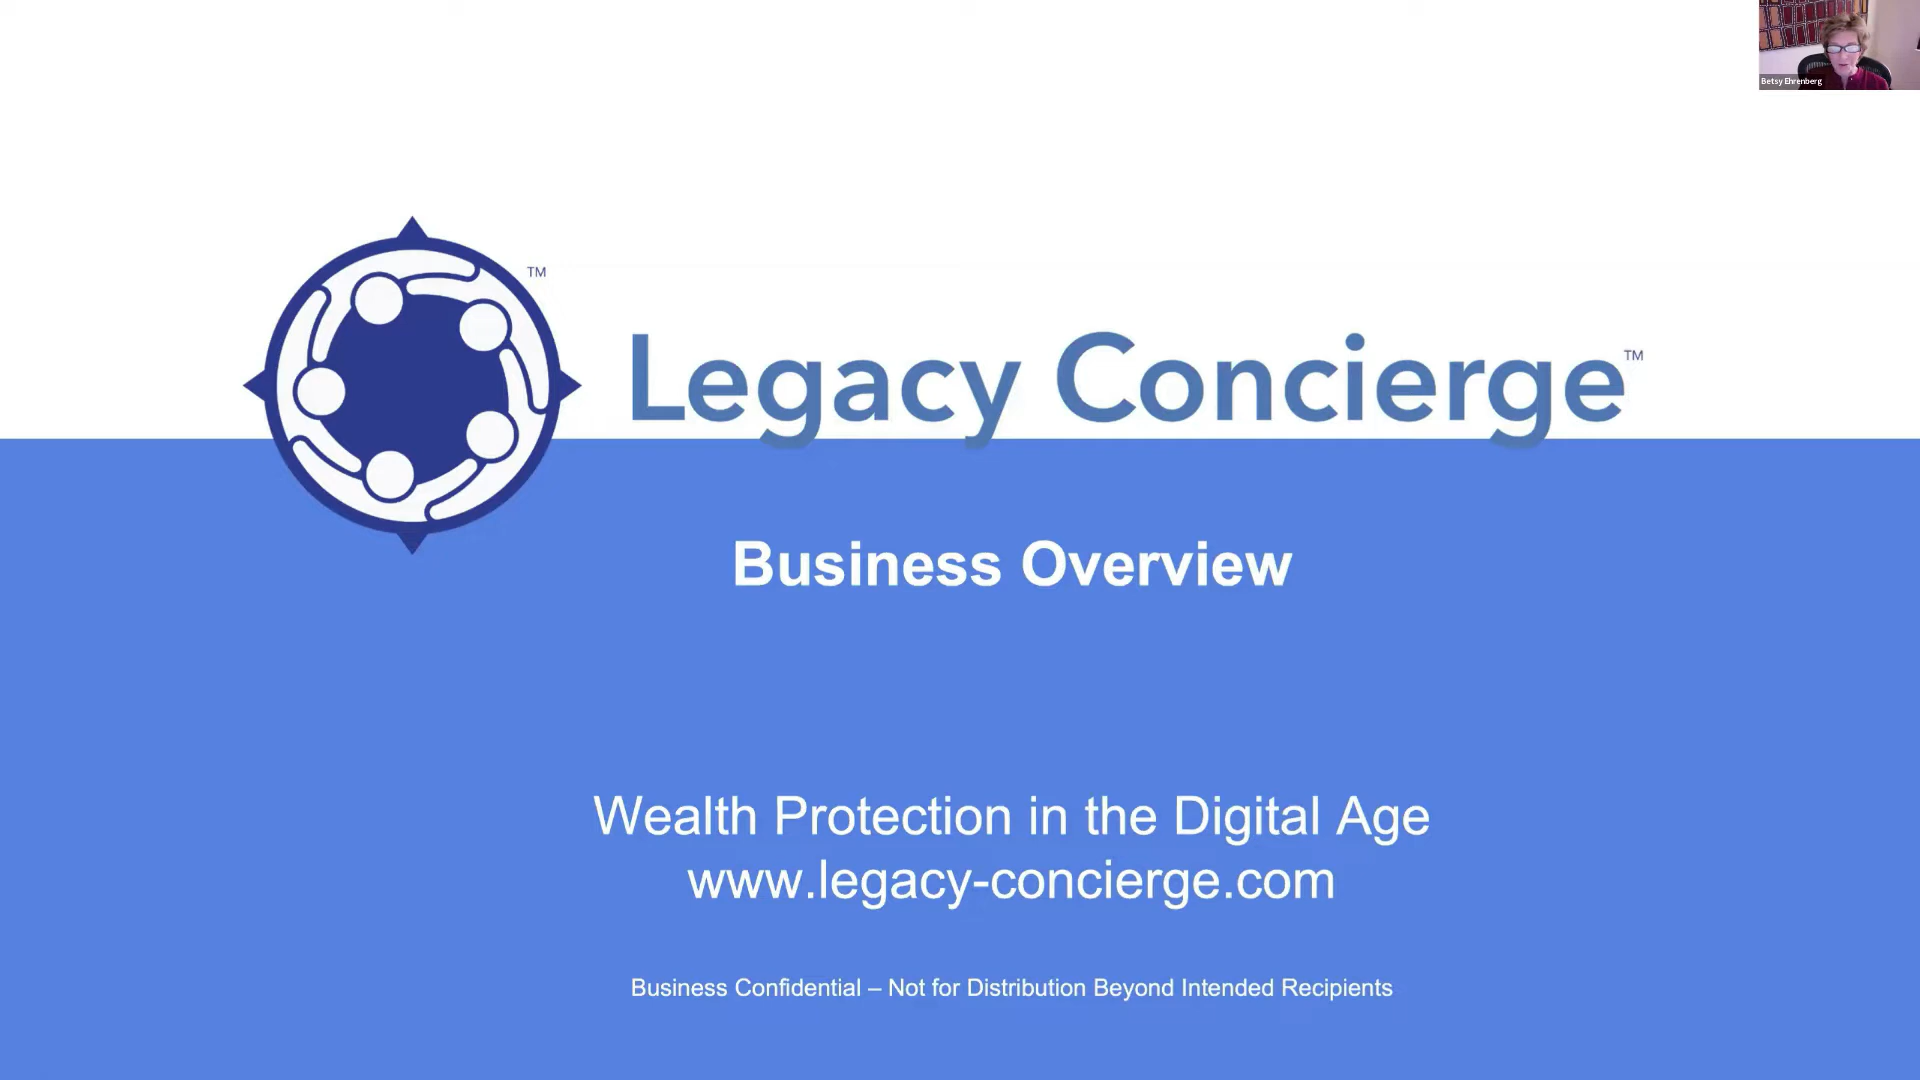 Betsy Ehrenberg
TM
Legacy Concierge™
Business Overview
Wealth Protection in the Digital Age
www.legacy-concierge.com
Business Confidential – Not for Distribution Beyond Intended Recipients